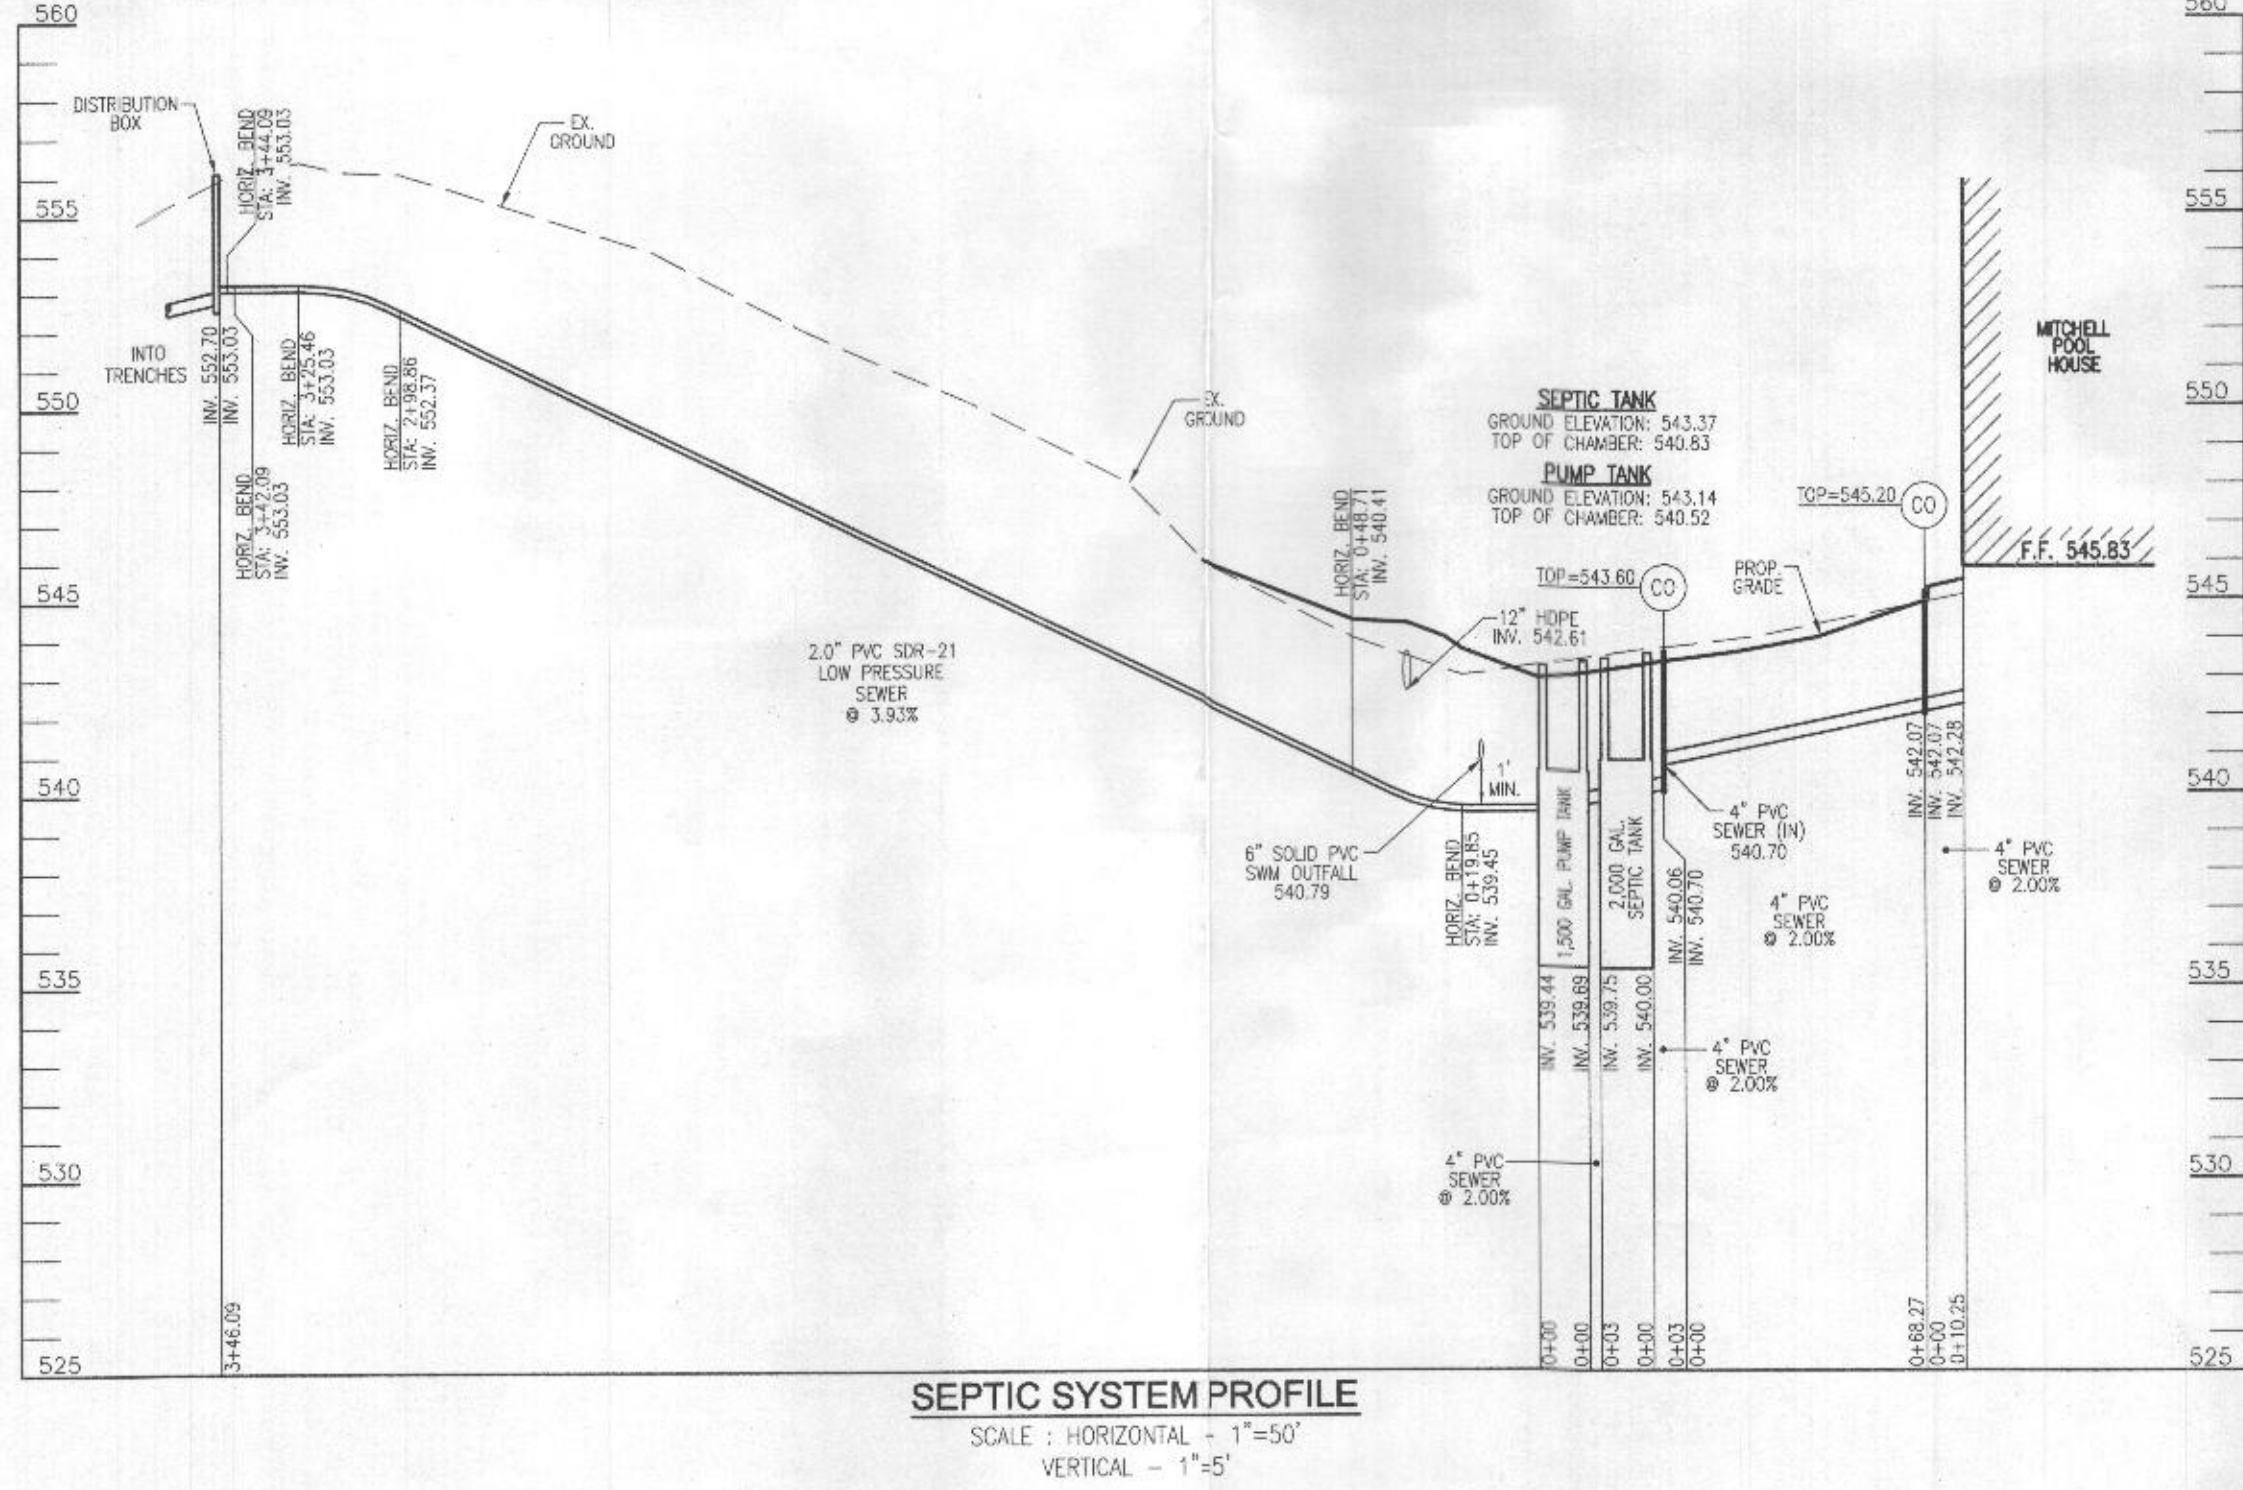 560
555
550
545
540
535
530
525
DISTRIBUTION
BOX
HORIZ. BEND
STA: 3+44.09
INV. 553.03
EX.
GROUND
INTO
TRENCHES
INV. 552.70
INV. 553.03
HORIZ. BEND
STA: 3+42.09
INV. 553.03
HORIZ. BEND
STA: 3+25.46
INV. 553.03
HORIZ. BEND
STA: 2+98.86
INV. 552.37
2.0" PVC SDR-21
LOW PRESSURE
SEWER
@ 3.93%
EX.
GROUND
HORIZ. BEND
STA: 0+48.71
INV. 540.41
SEPTIC TANK
GROUND ELEVATION: 543.37
TOP OF CHAMBER: 540.83
PUMP TANK
GROUND ELEVATION: 543.14
TOP OF CHAMBER: 540.52
TOP=543.60
CO
12" HDPE
INV. 542.61
PROP.
GRADE
TOP=545.20
CO
MITCHELL
POOL
HOUSE
F.F. 545.83
1'
MIN.
6" SOLID PVC
SWM OUTFALL
540.79
HORIZ. BEND
STA: 0+19.85
INV. 539.45
1,500 GAL. PUMP TANK
2,000 GAL.
SEPTIC TANK
4" PVC
SEWER (IN)
540.70
INV. 540.06
INV. 540.70
4" PVC
SEWER
@ 2.00%
INV. 542.07
INV. 542.07
INV. 542.28
4" PVC
SEWER
@ 2.00%
INV. 539.44
INV. 539.69
INV. 539.75
INV. 540.00
4" PVC
SEWER
@ 2.00%
4" PVC
SEWER
@ 2.00%
3+46.09
0+00
0+00
0+03
0+00
0+03
0+00
0+68.27
0+00
0+10.25
560
555
550
545
540
535
530
525
SEPTIC SYSTEM PROFILE
SCALE : HORIZONTAL - 1"=50'
VERTICAL - 1"=5'